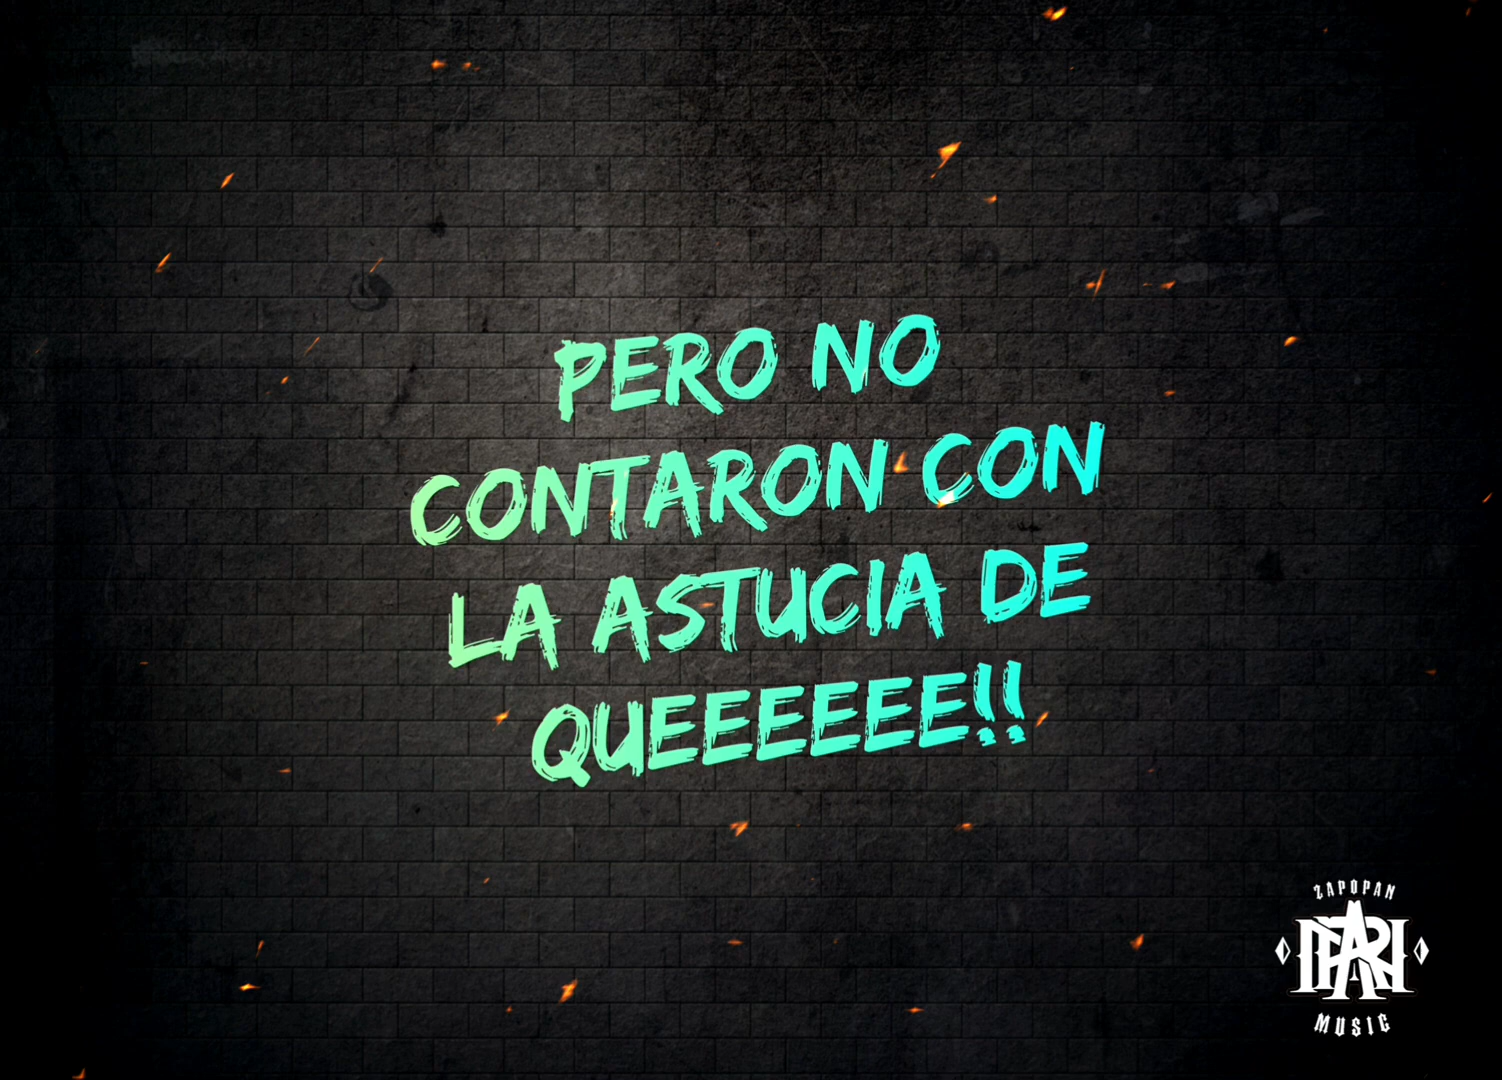 PERO NO
CONTARON CON
LA ASTUCIA DE
QUEEEEEE!!
ZAPOPAN
MUSIC